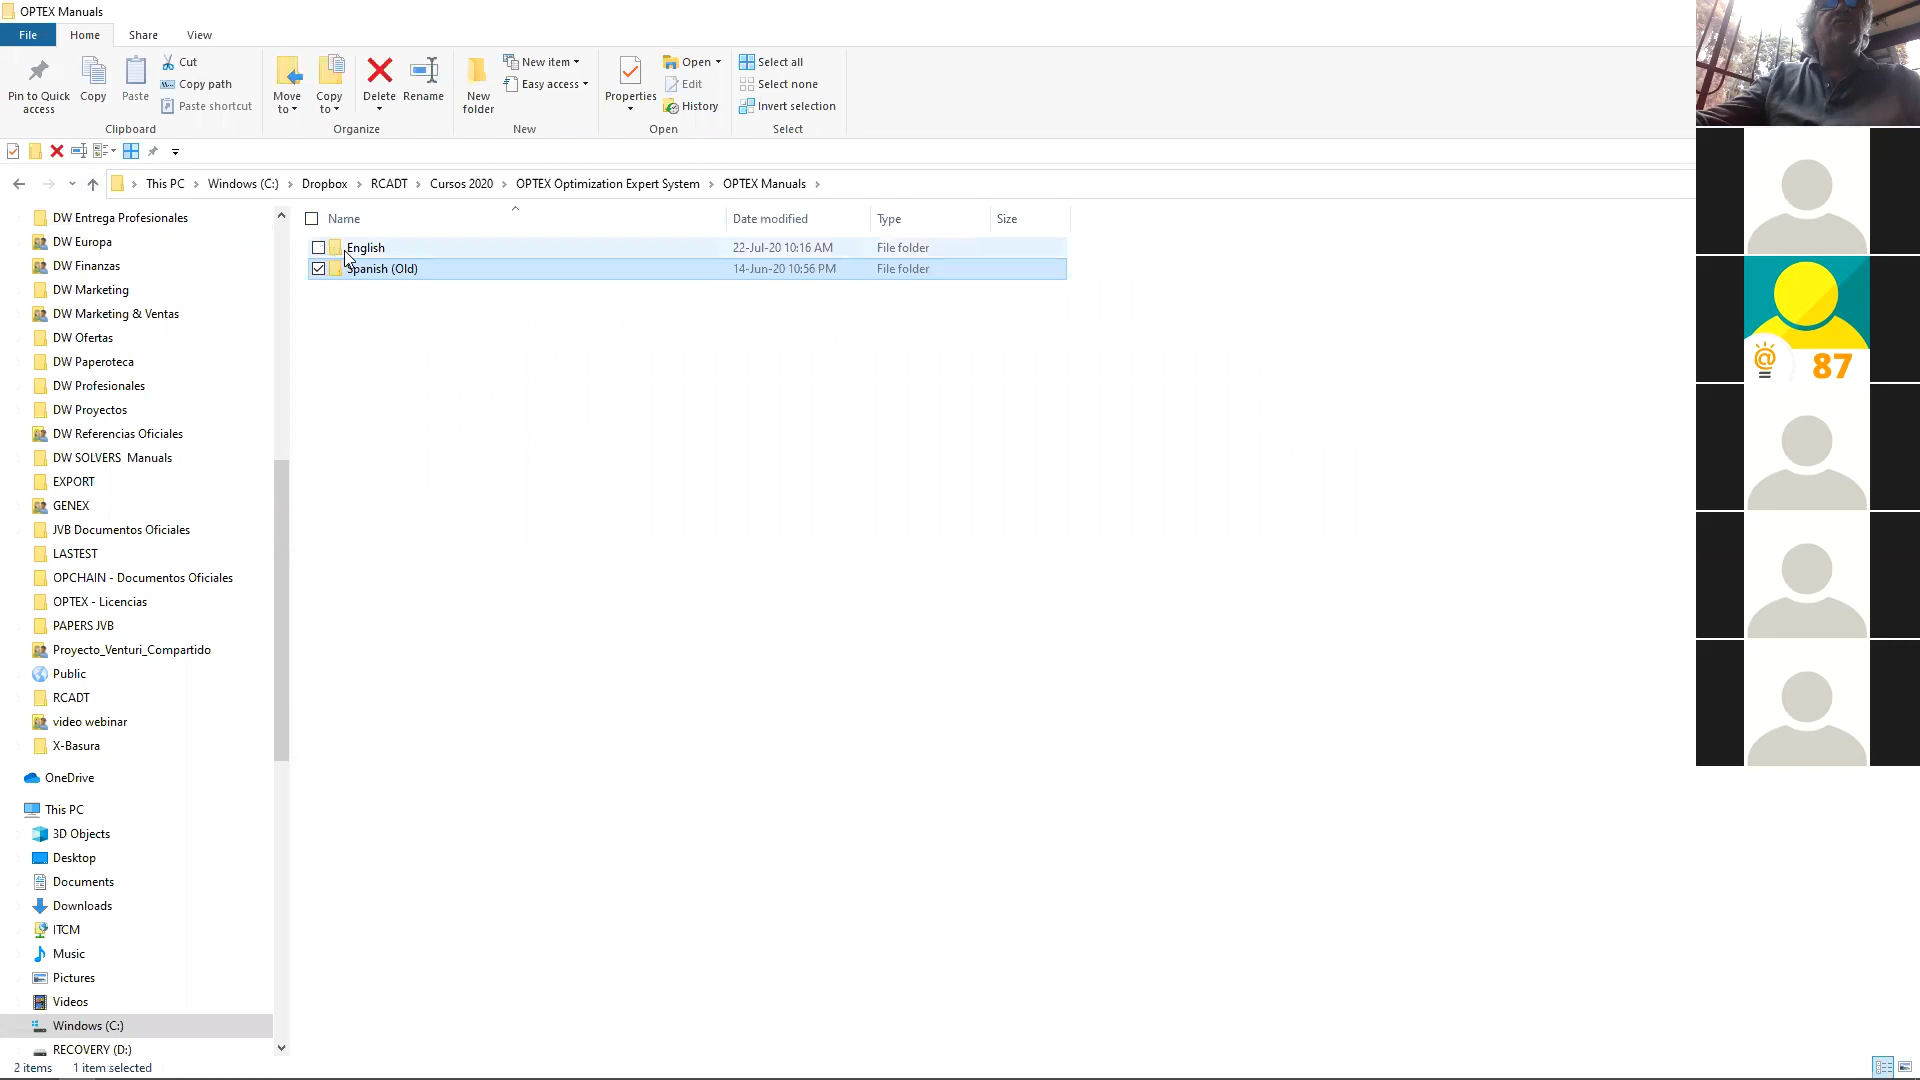 OPTEX Manuals
File Home Share View
Pin to Quick access
Copy
Paste
Cut
Copy path
Paste shortcut
Clipboard
Move to
Copy to
Delete
Rename
Organize
New folder
New item
Easy access
New
Properties
Open
Edit
History
Open
Select all
Select none
Invert selection
Select
This PC > Windows (C:) > Dropbox > RCADT > Cursos 2020 > OPTEX Optimization Expert System > OPTEX Manuals >
Name Date modified Type Size
English 22-Jul-20 10:16 AM File folder
Spanish (Old) 14-Jun-20 10:56 PM File folder
DW Entrega Profesionales
DW Europa
DW Finanzas
DW Marketing
DW Marketing & Ventas
DW Ofertas
DW Paperoteca
DW Profesionales
DW Proyectos
DW Referencias Oficiales
DW SOLVERS  Manuals
EXPORT
GENEX
JVB Documentos Oficiales
LASTEST
OPCHAIN - Documentos Oficiales
OPTEX - Licencias
PAPERS JVB
Proyecto_Venturi_Compartido
Public
RCADT
video webinar
X-Basura
OneDrive
This PC
3D Objects
Desktop
Documents
Downloads
ITCM
Music
Pictures
Videos
Windows (C:)
RECOVERY (D:)
2 items 1 item selected
@ 87